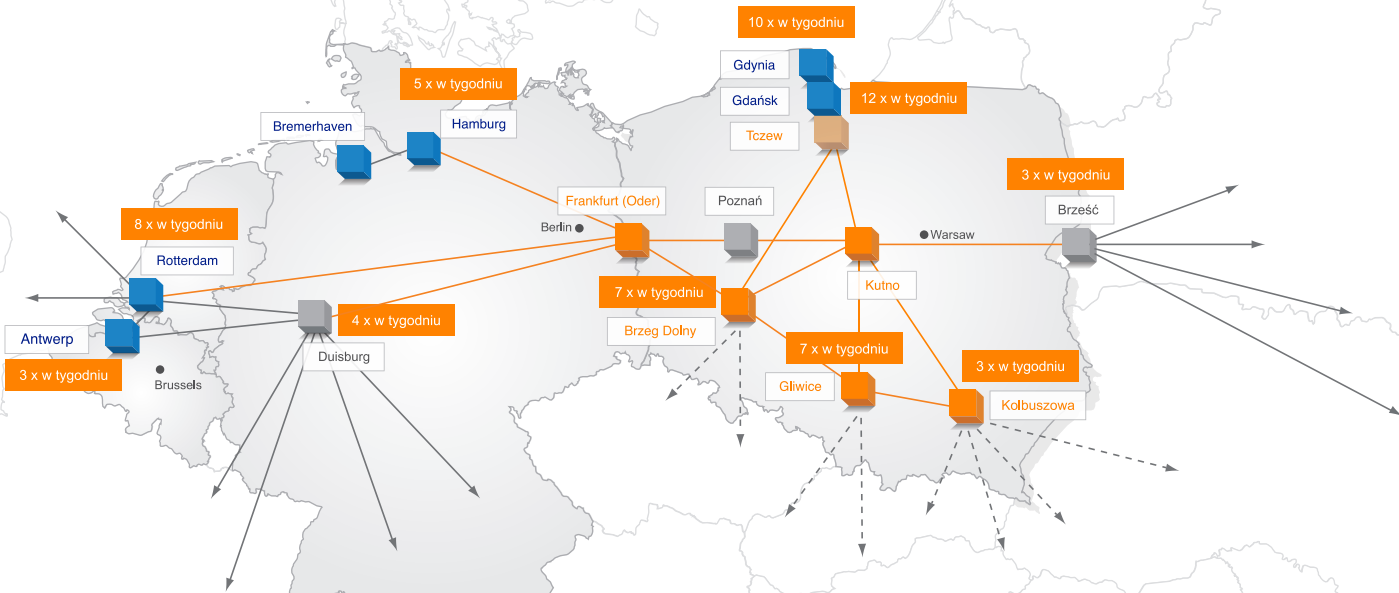 10 x w tygodniu
Gdynia
5 x w tygodniu
Gdańsk
12 x w tygodniu
Bremerhaven
Hamburg
Tczew
3 x w tygodniu
Frankfurt (Oder)
Poznań
Brześć
8 x w tygodniu
Berlin
Warsaw
Rotterdam
Kutno
7 x w tygodniu
4 x w tygodniu
Brzeg Dolny
Antwerp
7 x w tygodniu
Duisburg
3 x w tygodniu
3 x w tygodniu
Brussels
Gliwice
Kolbuszowa